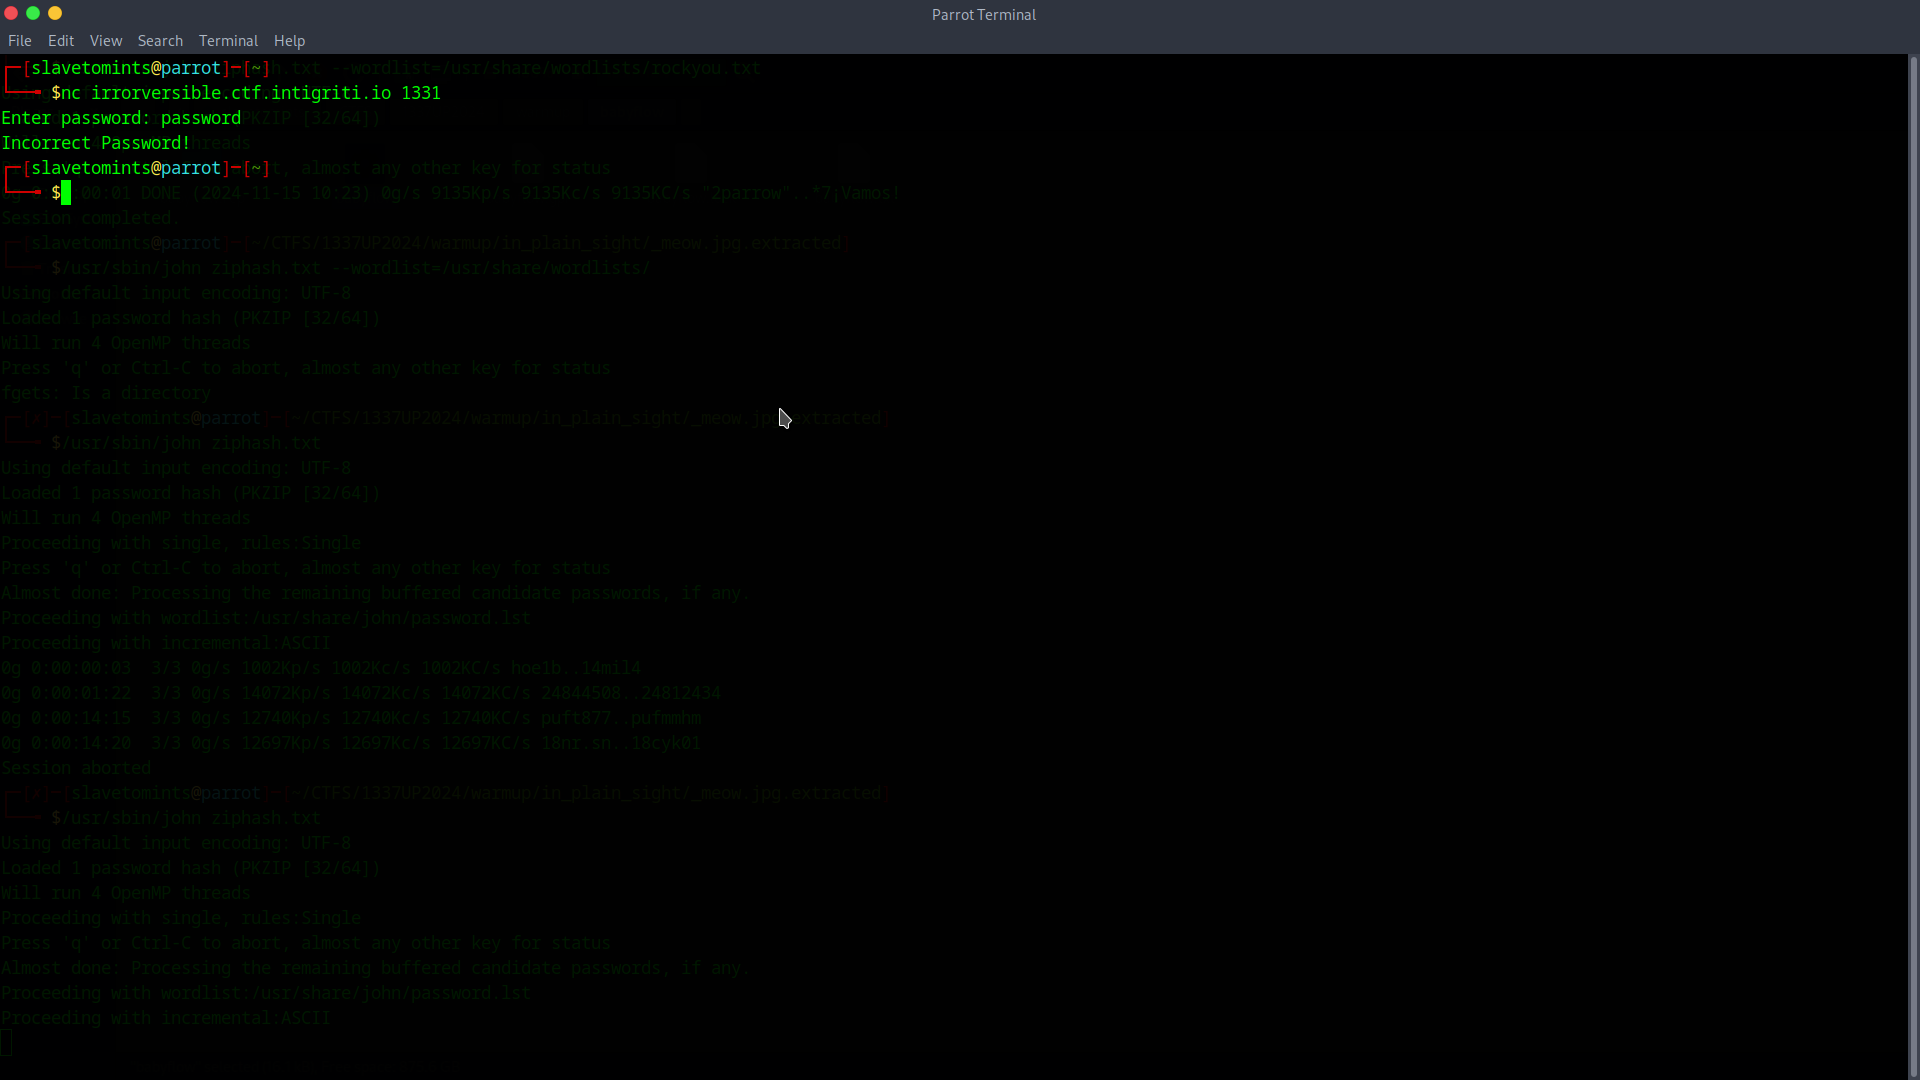 Parrot Terminal
File Edit View Search Terminal Help
┌─[slavetomints@parrot]─[~]sh.txt --wordlist=/usr/share/wordlists/rockyou.txt
└──╼ $nc irrorversible.ctf.intigriti.io 1331
Enter password: password PKZIP [32/64])
Incorrect Password! hreads
┌─[slavetomints@parrot]─[~]t, almost any other key for status
└──╼ $ :00:01 DONE (2024-11-15 10:23) 0g/s 9135Kp/s 9135Kc/s 9135KC/s "2parrow"..*7¡Vamos!
Session completed.
┌─[slavetomints@parrot]─[~/CTFS/1337UP2024/warmup/in_plain_sight/_meow.jpg.extracted]
└──╼ $/usr/sbin/john ziphash.txt --wordlist=/usr/share/wordlists/
Using default input encoding: UTF-8
Loaded 1 password hash (PKZIP [32/64])
Will run 4 OpenMP threads
Press 'q' or Ctrl-C to abort, almost any other key for status
fgets: Is a directory
┌─[✗]─[slavetomints@parrot]─[~/CTFS/1337UP2024/warmup/in_plain_sight/_meow.jpg.extracted]
└──╼ $/usr/sbin/john ziphash.txt
Using default input encoding: UTF-8
Loaded 1 password hash (PKZIP [32/64])
Will run 4 OpenMP threads
Proceeding with single, rules:Single
Press 'q' or Ctrl-C to abort, almost any other key for status
Almost done: Processing the remaining buffered candidate passwords, if any.
Proceeding with wordlist:/usr/share/john/password.lst
Proceeding with incremental:ASCII
0g 0:00:00:03  3/3 0g/s 1002Kp/s 1002Kc/s 1002KC/s hoe1b..14mil4
0g 0:00:01:22  3/3 0g/s 14072Kp/s 14072Kc/s 14072KC/s 24844508..24812434
0g 0:00:14:15  3/3 0g/s 12740Kp/s 12740Kc/s 12740KC/s puft877..pufmmhm
0g 0:00:14:20  3/3 0g/s 12697Kp/s 12697Kc/s 12697KC/s 18nr.sn..18cyk01
Session aborted
┌─[✗]─[slavetomints@parrot]─[~/CTFS/1337UP2024/warmup/in_plain_sight/_meow.jpg.extracted]
└──╼ $/usr/sbin/john ziphash.txt
Using default input encoding: UTF-8
Loaded 1 password hash (PKZIP [32/64])
Will run 4 OpenMP threads
Proceeding with single, rules:Single
Press 'q' or Ctrl-C to abort, almost any other key for status
Almost done: Processing the remaining buffered candidate passwords, if any.
Proceeding with wordlist:/usr/share/john/password.lst
Proceeding with incremental:ASCII